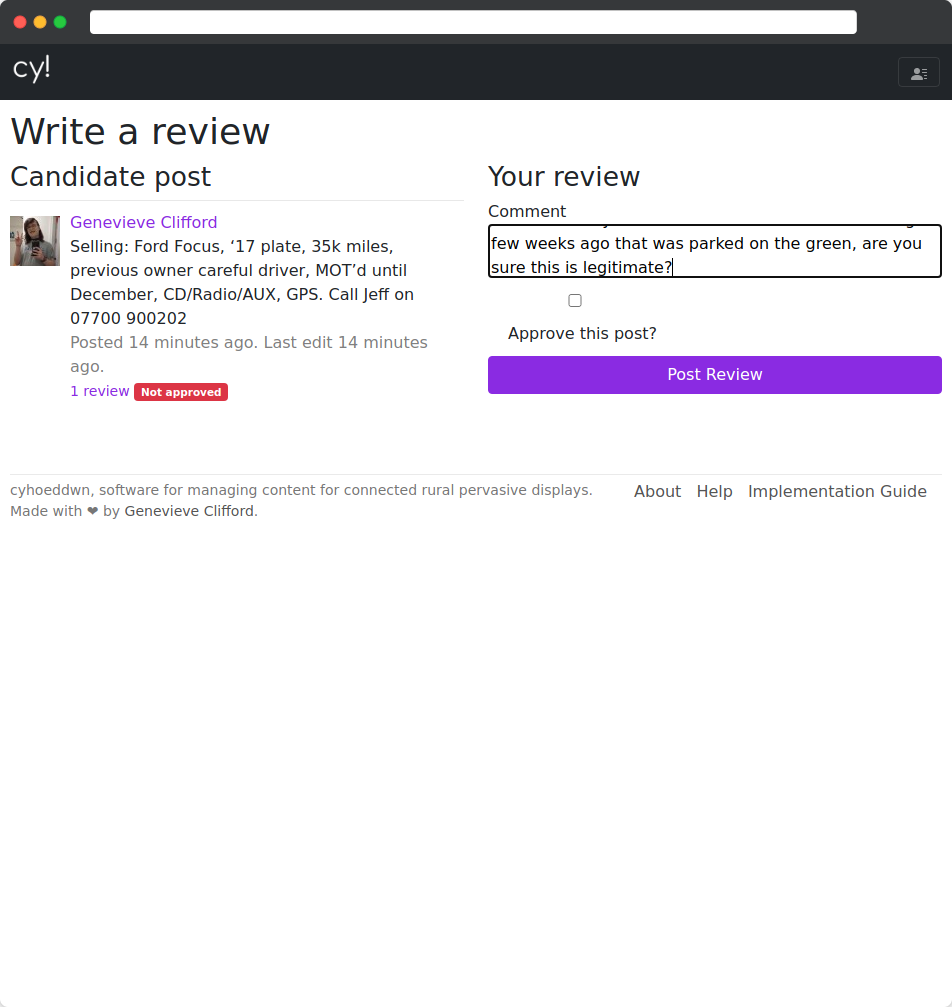 cy!
Write a review
Candidate post
Genevieve Clifford
Selling: Ford Focus, ‘17 plate, 35k miles,
previous owner careful driver, MOT’d until
December, CD/Radio/AUX, GPS. Call Jeff on
07700 900202
Posted 14 minutes ago. Last edit 14 minutes
ago.
1 review Not approved
Your review
Comment
few weeks ago that was parked on the green, are you
sure this is legitimate?
Approve this post?
Post Review
cyhoeddwn, software for managing content for connected rural pervasive displays.
Made with ❤ by Genevieve Clifford.
About Help Implementation Guide